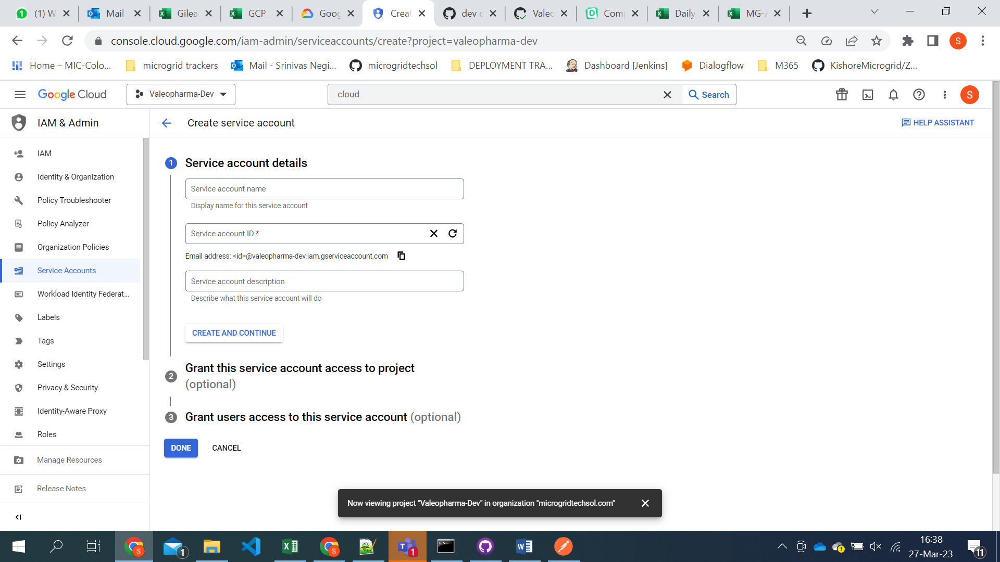 (1) W
Mail
Gilea
GCP_
Goog
Creat
dev c
Valeo
Comp
Daily
MG-A
console.cloud.google.com/iam-admin/serviceaccounts/create?project=valeopharma-dev
S
Home – MIC-Colo...
microgrid trackers
Mail - Srinivas Negi...
microgridtechsol
DEPLOYMENT TRA...
Dashboard [Jenkins]
Dialogflow
M365
KishoreMicrogrid/Z...
Google Cloud
Valeopharma-Dev
cloud
Search
S
IAM & Admin
Create service account
HELP ASSISTANT
IAM
Identity & Organization
Policy Troubleshooter
Policy Analyzer
Organization Policies
Service Accounts
Workload Identity Federat...
Labels
Tags
Settings
Privacy & Security
Identity-Aware Proxy
Roles
Manage Resources
Release Notes
1
Service account details
Service account name
Display name for this service account
Service account ID *
Email address: <id>@valeopharma-dev.iam.gserviceaccount.com
Service account description
Describe what this service account will do
CREATE AND CONTINUE
2
Grant this service account access to project
(optional)
3
Grant users access to this service account (optional)
DONE
CANCEL
Now viewing project "Valeopharma-Dev" in organization "microgridtechsol.com"
1
1
16:38
27-Mar-23
11